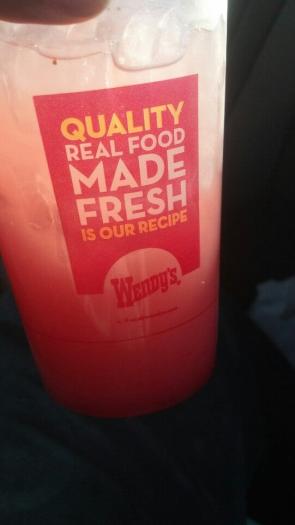 QUALITY
REAL FOOD
MADE
FRESH
IS OUR RECIPE
WENDY'S